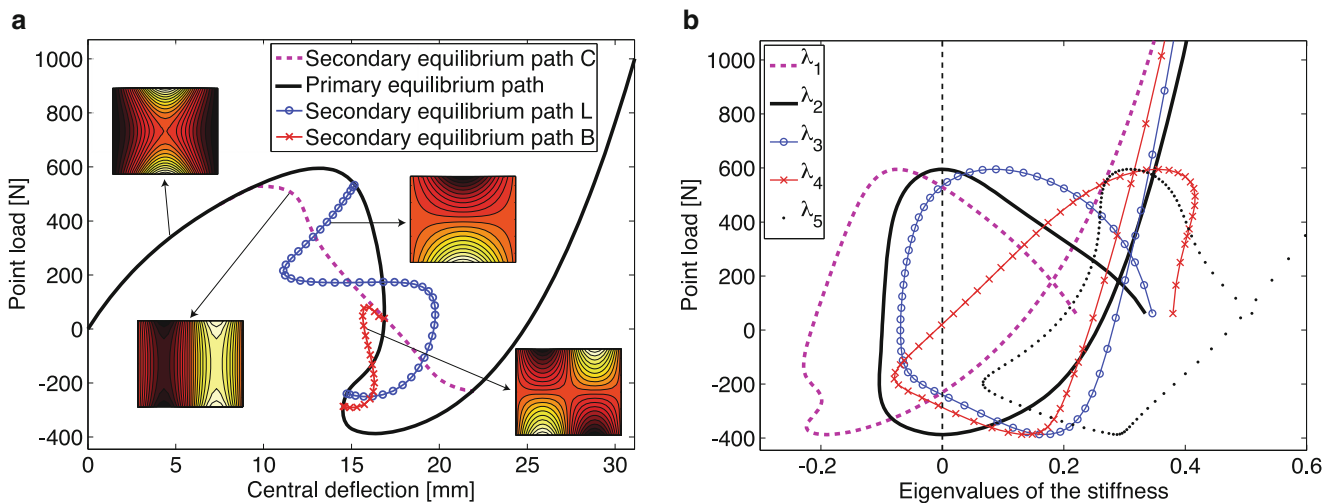 a
1000
800
600
400
200
0
-200
-400
0
5
10
15
20
25
30
Point load [N]
Central deflection [mm]
Secondary equilibrium path C
Primary equilibrium path
Secondary equilibrium path L
Secondary equilibrium path B
b
1000
800
600
400
200
0
-200
-400
-0.2
0
0.2
0.4
0.6
Point load [N]
Eigenvalues of the stiffness
λ1
λ2
λ3
λ4
λ5